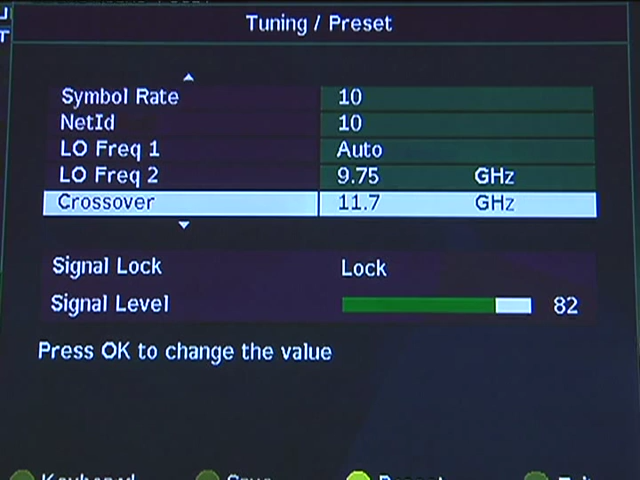 Tuning / Preset
Symbol Rate 10
NetId 10
LO Freq 1 Auto
LO Freq 2 9.75 GHz
Crossover 11.7 GHz
Signal Lock Lock
Signal Level 82
Press OK to change the value